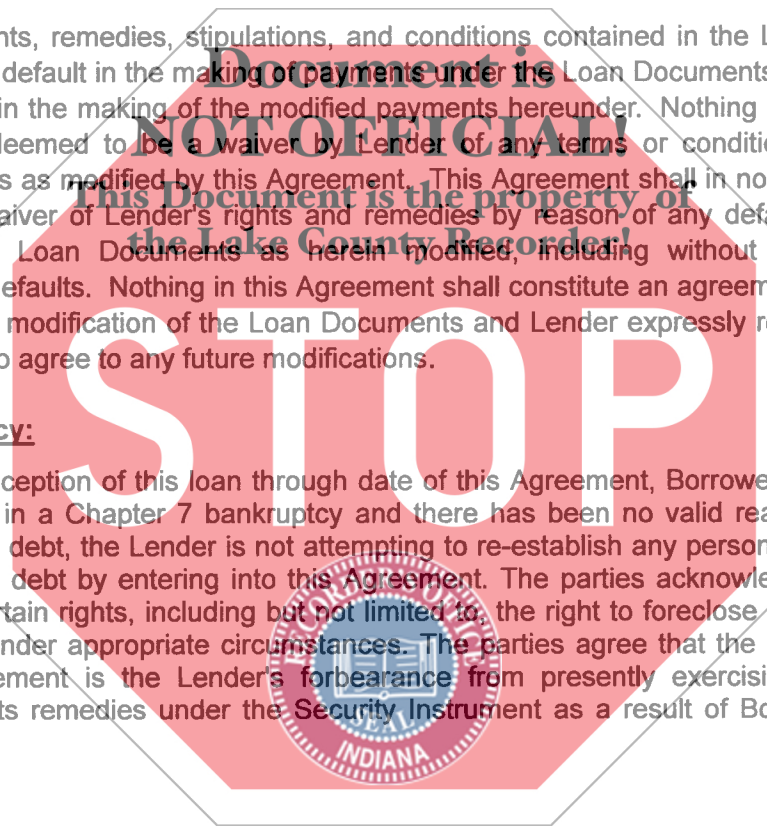 nts, remedies, stipulations, and conditions contained in the L
default in the making of payments under the Loan Documents
in the making of the modified payments hereunder. Nothing
deemed to be a waiver by Lender of any terms or conditio
s as modified by this Agreement. This Agreement shall in no
aiver of Lender's rights and remedies by reason of any defa
Loan Documents as herein modified, including without
efaults. Nothing in this Agreement shall constitute an agreem
modification of the Loan Documents and Lender expressly r
o agree to any future modifications.
cy:
ception of this loan through date of this Agreement, Borrowe
in a Chapter 7 bankruptcy and there has been no valid rea
debt, the Lender is not attempting to re-establish any person
debt by entering into this Agreement. The parties acknowle
rtain rights, including but not limited to, the right to foreclose
nder appropriate circumstances. The parties agree that the
ement is the Lender's forbearance from presently exercisi
ts remedies under the Security Instrument as a result of Bo
Document is
NOT OFFICIAL!
This Document is the property of
the Lake County Recorder!
STOP
RECORDER'S OFFICE
SEAL
INDIANA